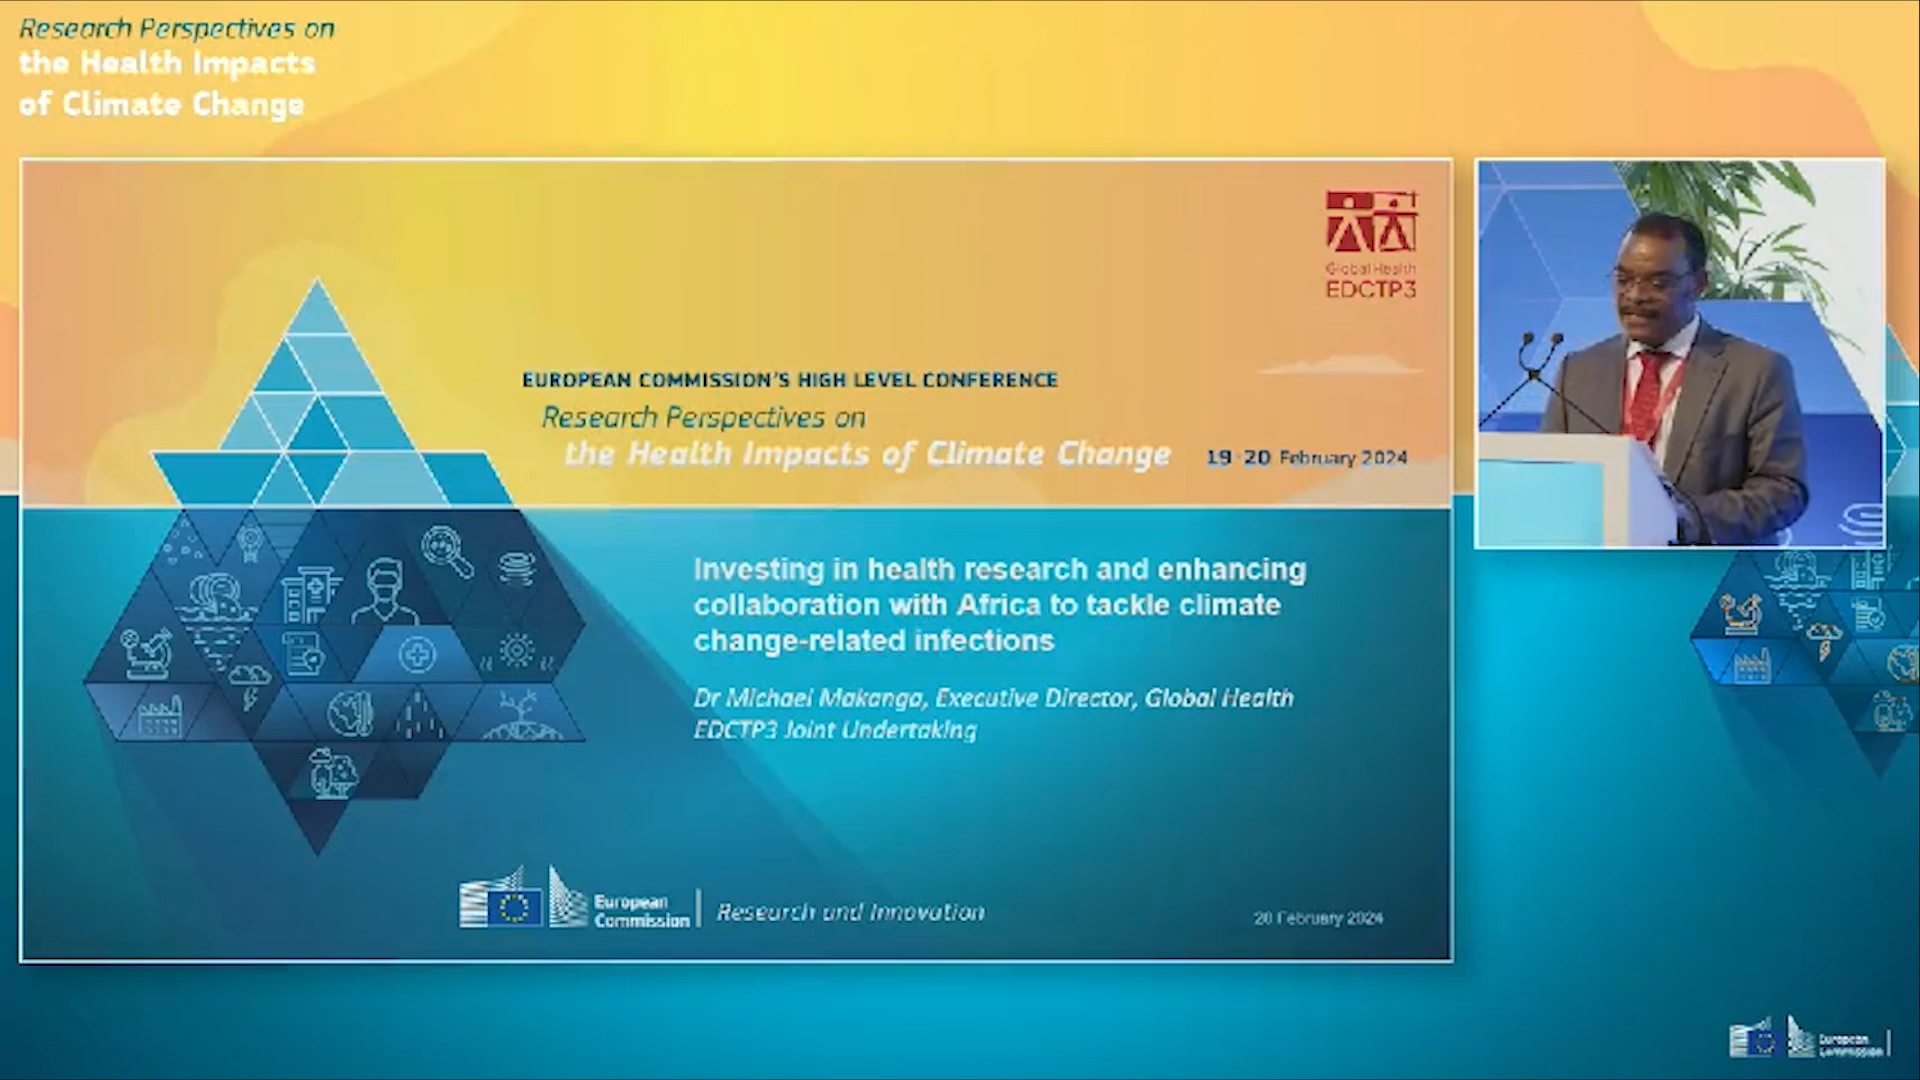 Research Perspectives on
the Health Impacts
of Climate Change
Global Health
EDCTP3
EUROPEAN COMMISSION'S HIGH LEVEL CONFERENCE
Research Perspectives on
the Health Impacts of Climate Change
19-20 February 2024
Investing in health research and enhancing
collaboration with Africa to tackle climate
change-related infections
Dr Michael Makanga, Executive Director, Global Health
EDCTP3 Joint Undertaking
European
Commission
Research and Innovation
20 February 2024
European
Commission